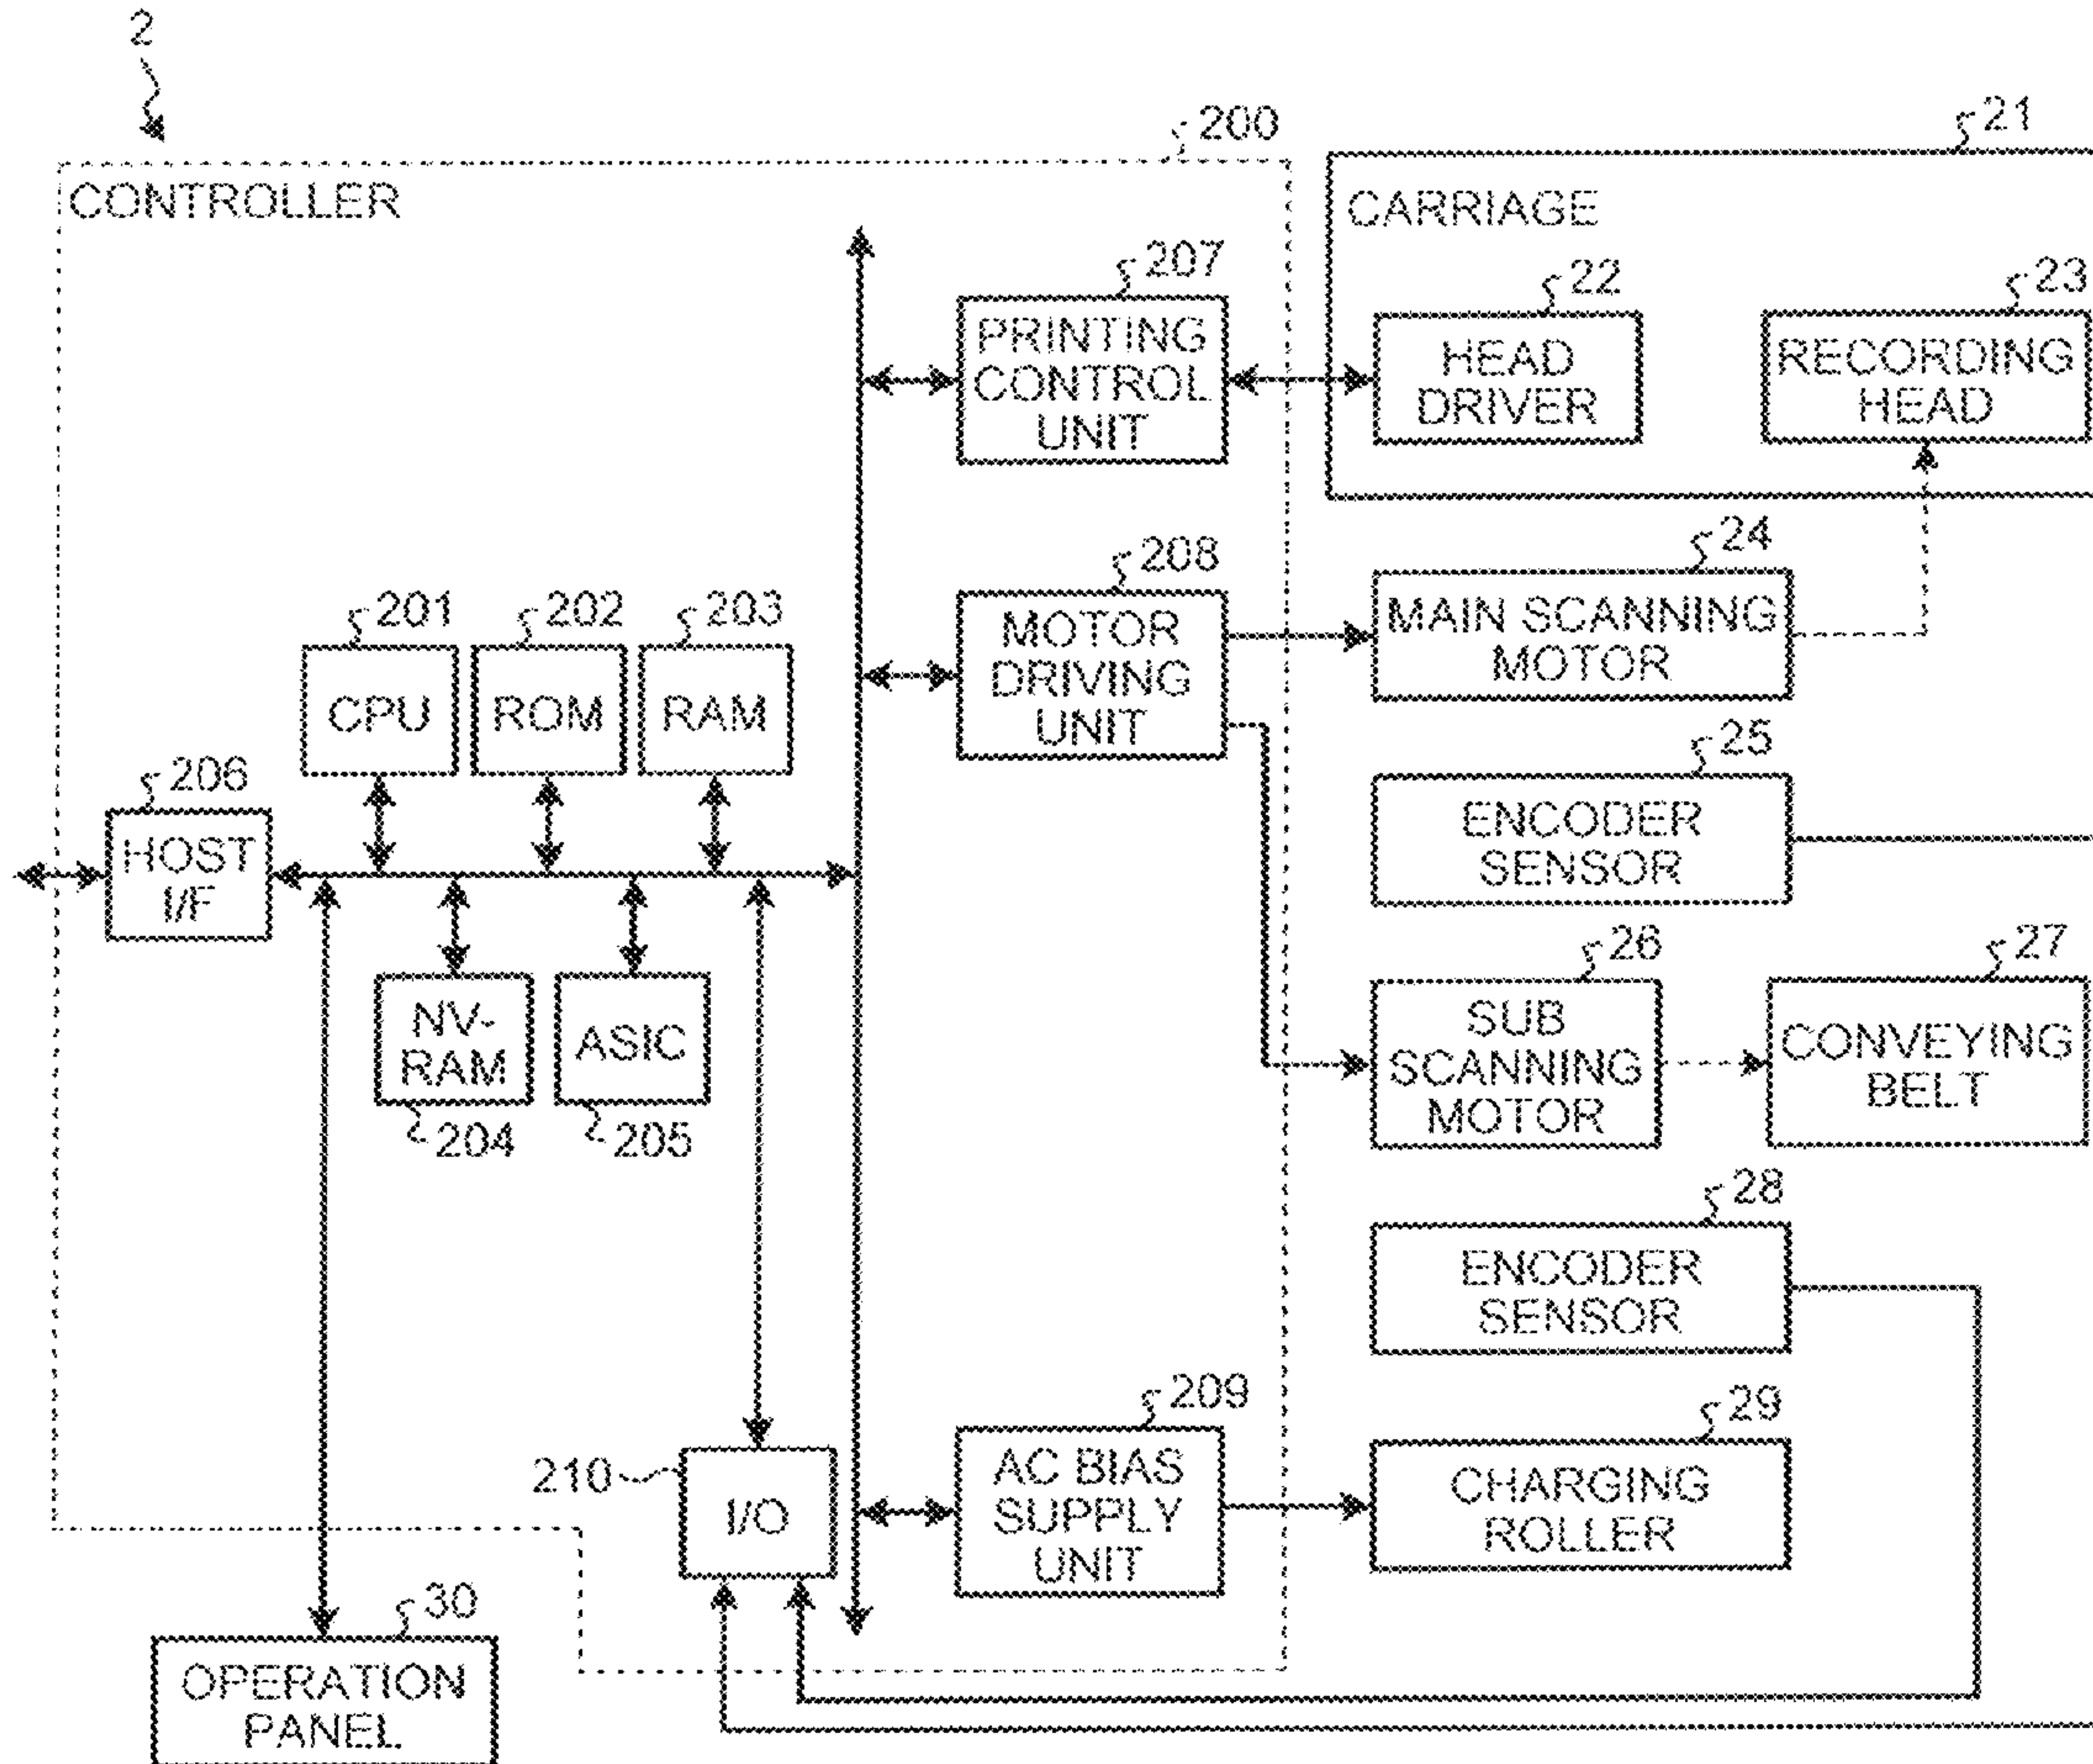 2
200
21
CONTROLLER
CARRIAGE
207
22
23
PRINTING
CONTROL
UNIT
HEAD
DRIVER
RECORDING
HEAD
208
24
201
202
203
MOTOR
DRIVING
UNIT
MAIN SCANNING
MOTOR
CPU
ROM
RAM
25
206
HOST
I/F
ENCODER
SENSOR
26
27
NV-
RAM
ASIC
SUB
SCANNING
MOTOR
CONVEYING
BELT
204
205
28
ENCODER
SENSOR
209
29
210
I/O
AC BIAS
SUPPLY
UNIT
CHARGING
ROLLER
30
OPERATION
PANEL